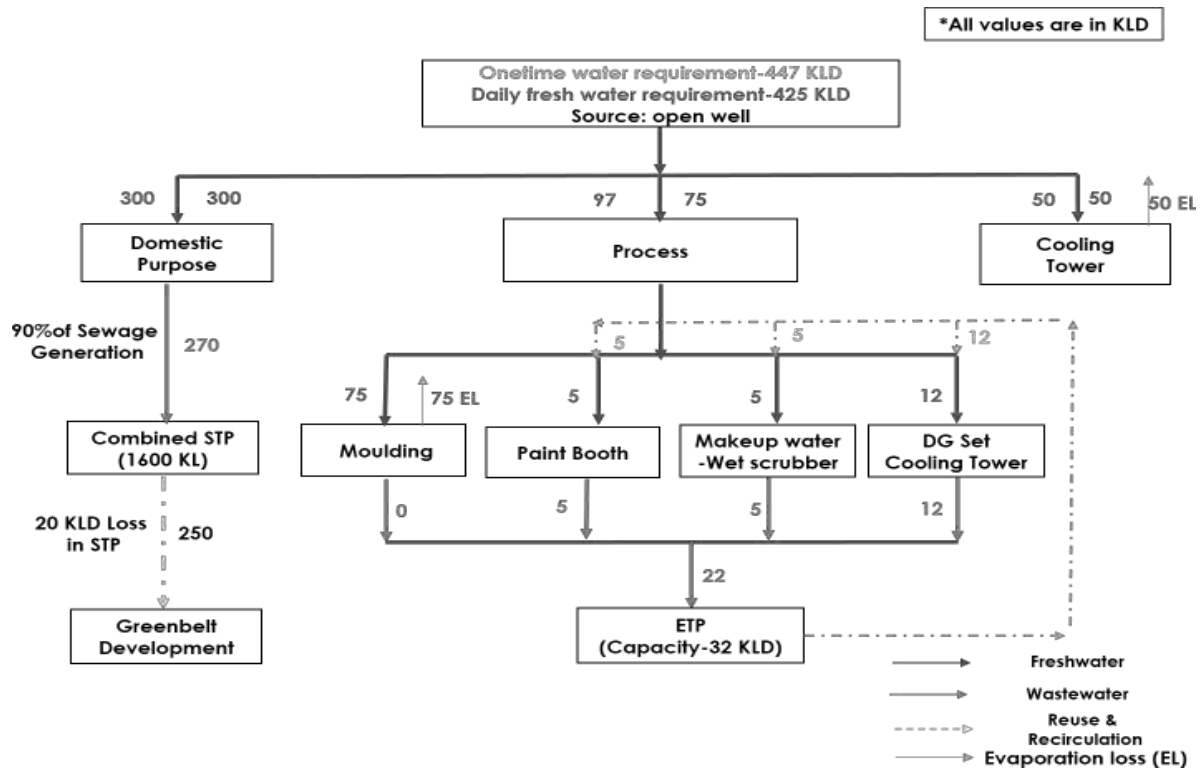 *All values are in KLD
Onetime water requirement-447 KLD
Daily fresh water requirement-425 KLD
Source: open well
300 300
97 75
50 50
50 EL
Domestic
Purpose
Process
Cooling
Tower
90%of Sewage
Generation
270
5
5
12
75
75 EL
5
5
12
Combined STP
(1600 KL)
Moulding
Paint Booth
Makeup water
-Wet scrubber
DG Set
Cooling Tower
20 KLD Loss
in STP
250
0
5
5
12
22
Greenbelt
Development
ETP
(Capacity-32 KLD)
Freshwater
Wastewater
Reuse &
Recirculation
Evaporation loss (EL)